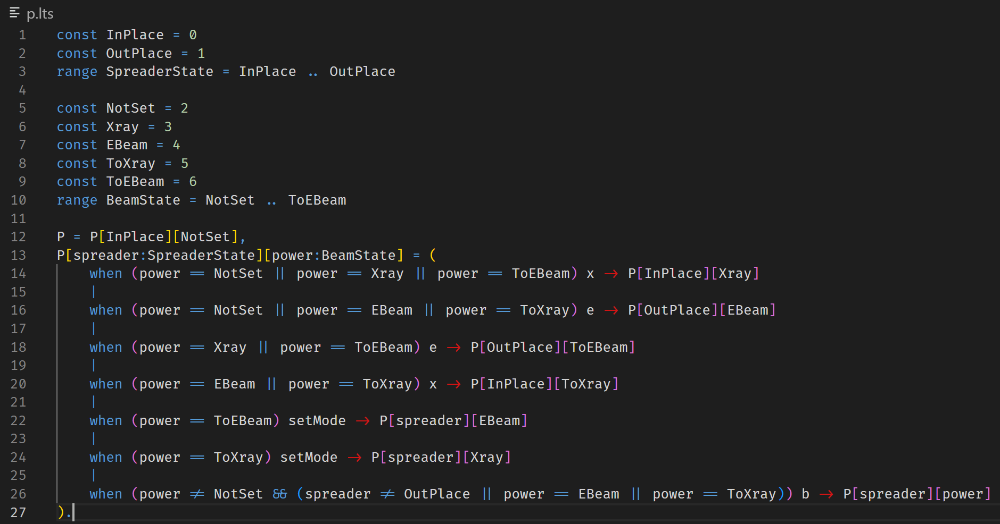 p.lts
1 const InPlace = 0
2 const OutPlace = 1
3 range SpreaderState = InPlace .. OutPlace
4
5 const NotSet = 2
6 const Xray = 3
7 const EBeam = 4
8 const ToXray = 5
9 const ToEBeam = 6
10 range BeamState = NotSet .. ToEBeam
11
12 P = P[InPlace][NotSet],
13 P[spreader:SpreaderState][power:BeamState] = (
14 when (power == NotSet || power == Xray || power == ToEBeam) x -> P[InPlace][Xray]
15 |
16 when (power == NotSet || power == EBeam || power == ToXray) e -> P[OutPlace][EBeam]
17 |
18 when (power == Xray || power == ToEBeam) e -> P[OutPlace][ToEBeam]
19 |
20 when (power == EBeam || power == ToXray) x -> P[InPlace][ToXray]
21 |
22 when (power == ToEBeam) setMode -> P[spreader][EBeam]
23 |
24 when (power == ToXray) setMode -> P[spreader][Xray]
25 |
26 when (power != NotSet && (spreader != OutPlace || power == EBeam || power == ToXray)) b -> P[spreader][power]
27 ).